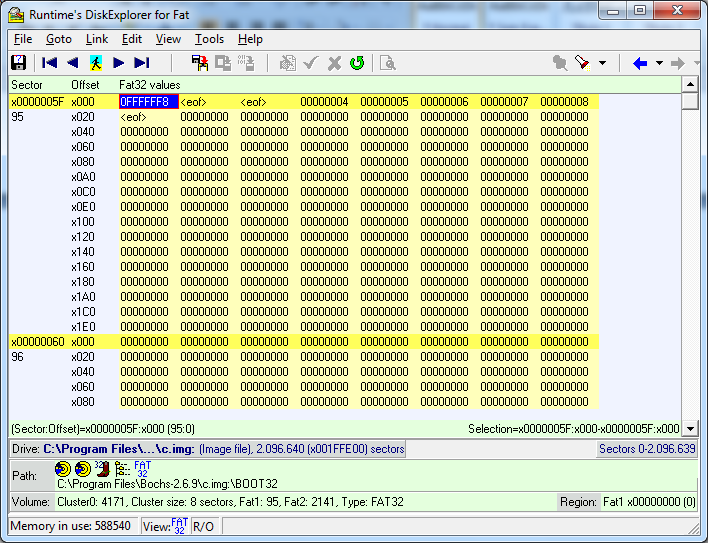 Runtime's DiskExplorer for Fat
File Goto Link Edit View Tools Help
Sector Offset Fat32 values
x0000005F x000 0FFFFFF8 <eof> <eof> 00000004 00000005 00000006 00000007 00000008
95 x020 <eof> 00000000 00000000 00000000 00000000 00000000 00000000 00000000
x040 00000000 00000000 00000000 00000000 00000000 00000000 00000000 00000000
x060 00000000 00000000 00000000 00000000 00000000 00000000 00000000 00000000
x080 00000000 00000000 00000000 00000000 00000000 00000000 00000000 00000000
x0A0 00000000 00000000 00000000 00000000 00000000 00000000 00000000 00000000
x0C0 00000000 00000000 00000000 00000000 00000000 00000000 00000000 00000000
x0E0 00000000 00000000 00000000 00000000 00000000 00000000 00000000 00000000
x100 00000000 00000000 00000000 00000000 00000000 00000000 00000000 00000000
x120 00000000 00000000 00000000 00000000 00000000 00000000 00000000 00000000
x140 00000000 00000000 00000000 00000000 00000000 00000000 00000000 00000000
x160 00000000 00000000 00000000 00000000 00000000 00000000 00000000 00000000
x180 00000000 00000000 00000000 00000000 00000000 00000000 00000000 00000000
x1A0 00000000 00000000 00000000 00000000 00000000 00000000 00000000 00000000
x1C0 00000000 00000000 00000000 00000000 00000000 00000000 00000000 00000000
x1E0 00000000 00000000 00000000 00000000 00000000 00000000 00000000 00000000
x00000060 x000 00000000 00000000 00000000 00000000 00000000 00000000 00000000 00000000
96 x020 00000000 00000000 00000000 00000000 00000000 00000000 00000000 00000000
x040 00000000 00000000 00000000 00000000 00000000 00000000 00000000 00000000
x060 00000000 00000000 00000000 00000000 00000000 00000000 00000000 00000000
x080 00000000 00000000 00000000 00000000 00000000 00000000 00000000 00000000
(Sector:Offset)=x0000005F:x000 (95:0) Selection=x0000005F:x000-x0000005F:x000
Drive: C:\Program Files\...\c.img: (Image file), 2.096.640 (x001FFE00) sectors Sectors 0-2.096.639
Path: 320 FAT 32
C:\Program Files\Bochs-2.6.9\c.img:\BOOT32
Volume: Cluster0: 4171, Cluster size: 8 sectors, Fat1: 95, Fat2: 2141, Type: FAT32 Region: Fat1 x00000000 (0)
Memory in use: 588540 View: FAT 32 R/O